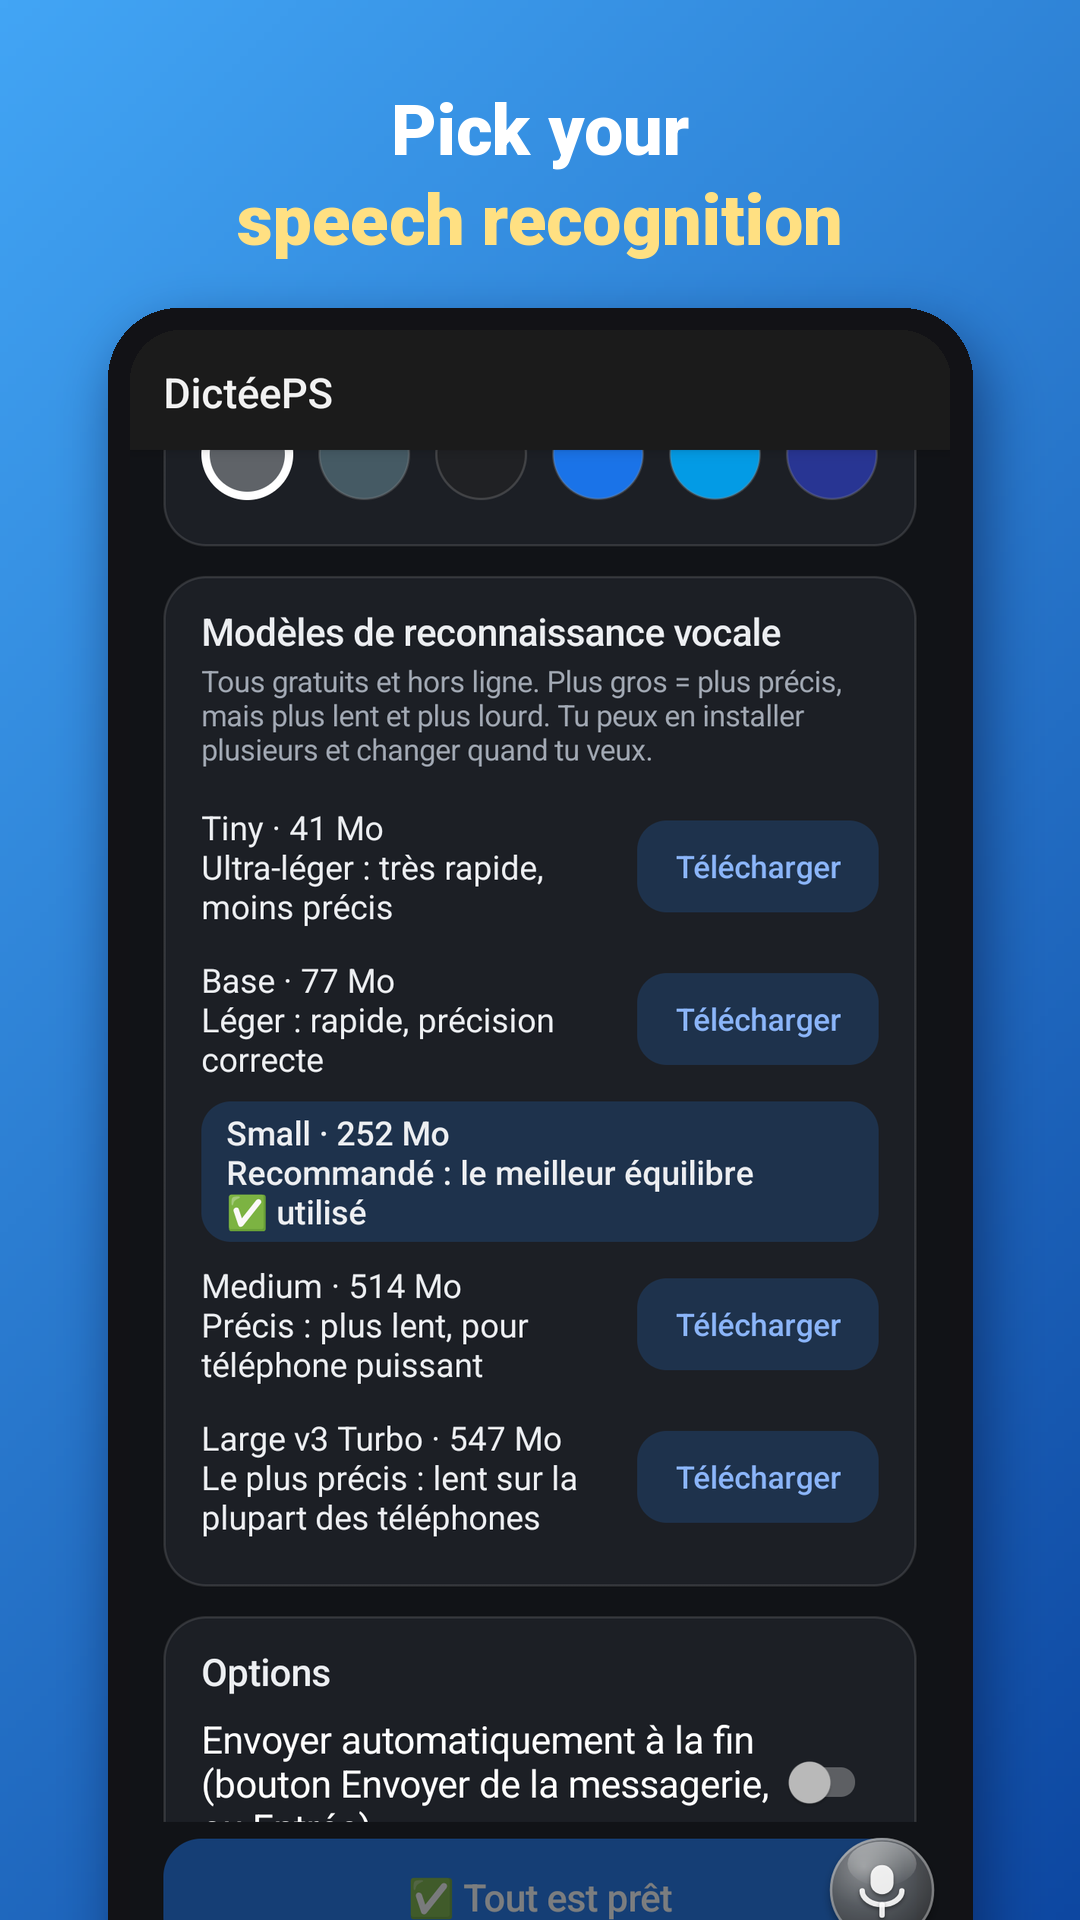 Pick your
speech recognition
DictéePS
Modèles de reconnaissance vocale
Tous gratuits et hors ligne. Plus gros = plus précis,
mais plus lent et plus lourd. Tu peux en installer
plusieurs et changer quand tu veux.
Tiny · 41 Mo
Ultra-léger : très rapide,
moins précis
Télécharger
Base · 77 Mo
Léger : rapide, précision
correcte
Télécharger
Small · 252 Mo
Recommandé : le meilleur équilibre
✅ utilisé
Medium · 514 Mo
Précis : plus lent, pour
téléphone puissant
Télécharger
Large v3 Turbo · 547 Mo
Le plus précis : lent sur la
plupart des téléphones
Télécharger
Options
Envoyer automatiquement à la fin
(bouton Envoyer de la messagerie,
✅ Tout est prêt